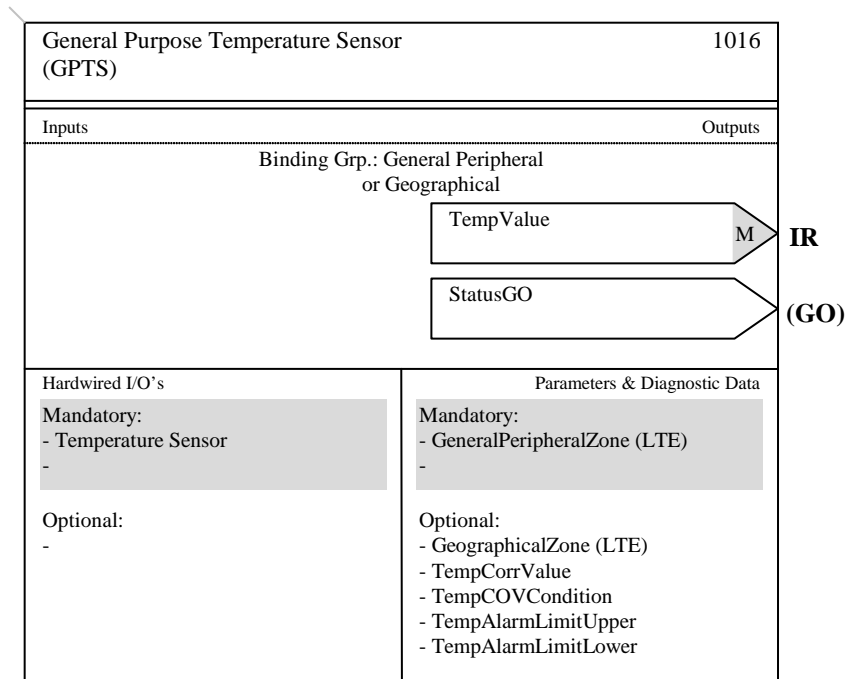 General Purpose Temperature Sensor 1016
(GPTS)
Inputs Outputs
Binding Grp.: General Peripheral
or Geographical
TempValue
M
IR
StatusGO
(GO)
Hardwired I/O's
Mandatory:
- Temperature Sensor
-
Optional:
-
Parameters & Diagnostic Data
Mandatory:
- GeneralPeripheralZone (LTE)
-
Optional:
- GeographicalZone (LTE)
- TempCorrValue
- TempCOVCondition
- TempAlarmLimitUpper
- TempAlarmLimitLower